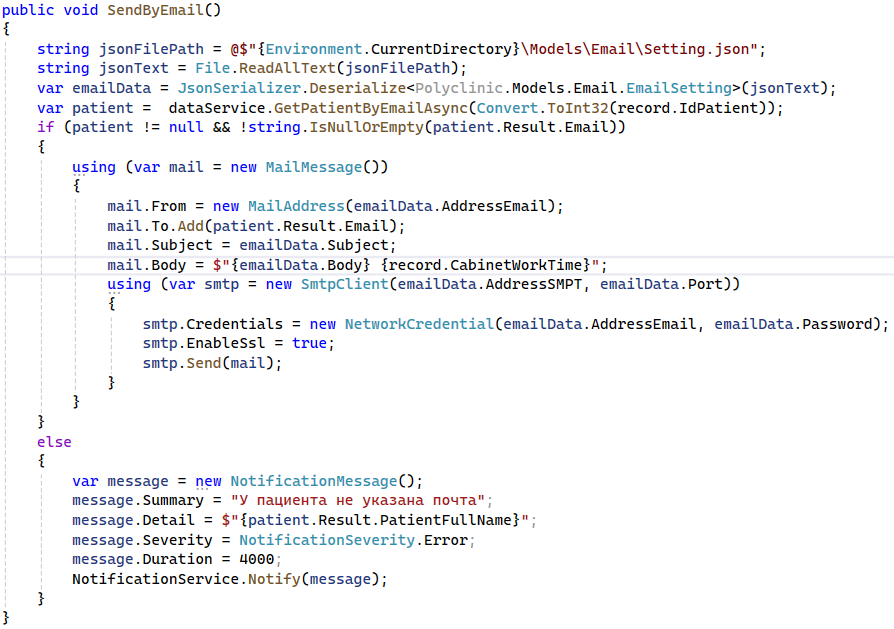 public void SendByEmail()
{
string jsonFilePath = @$"{Environment.CurrentDirectory}\Models\Email\Setting.json";
string jsonText = File.ReadAllText(jsonFilePath);
var emailData = JsonSerializer.Deserialize<Polyclinic.Models.Email.EmailSetting>(jsonText);
var patient =  dataService.GetPatientByEmailAsync(Convert.ToInt32(record.IdPatient));
if (patient != null && !string.IsNullOrEmpty(patient.Result.Email))
{
using (var mail = new MailMessage())
{
mail.From = new MailAddress(emailData.AddressEmail);
mail.To.Add(patient.Result.Email);
mail.Subject = emailData.Subject;
mail.Body = $"{emailData.Body} {record.CabinetWorkTime}";
using (var smtp = new SmtpClient(emailData.AddressSMPT, emailData.Port))
{
smtp.Credentials = new NetworkCredential(emailData.AddressEmail, emailData.Password);
smtp.EnableSsl = true;
smtp.Send(mail);
}
}
}
else
{
var message = new NotificationMessage();
message.Summary = "У пациента не указана почта";
message.Detail = $"{patient.Result.PatientFullName}";
message.Severity = NotificationSeverity.Error;
message.Duration = 4000;
NotificationService.Notify(message);
}
}